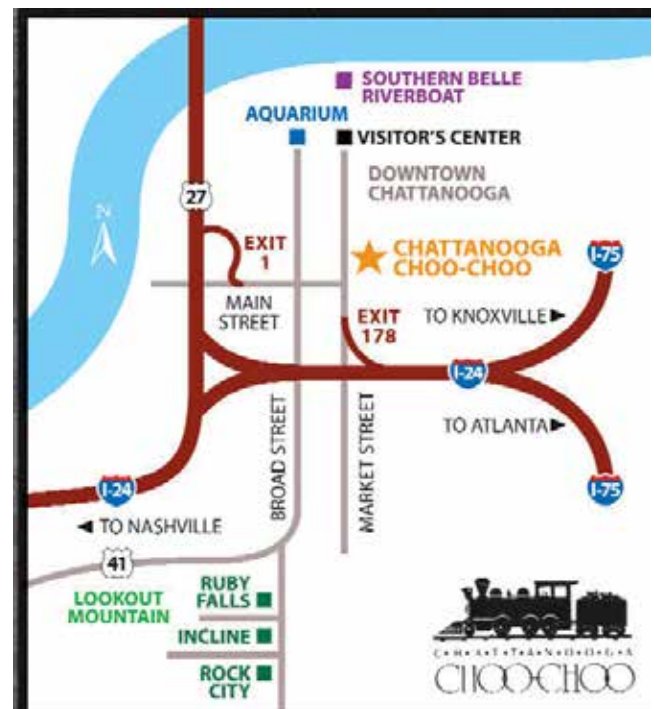 SOUTHERN BELLE
RIVERBOAT
AQUARIUM
VISITOR'S CENTER
DOWNTOWN
CHATTANOOGA
27
N
EXIT
1
CHATTANOOGA
CHOO-CHOO
I-75
MAIN
STREET
EXIT
178
TO KNOXVILLE
I-24
TO ATLANTA
BROAD STREET
MARKET STREET
I-24
I-75
TO NASHVILLE
41
LOOKOUT
MOUNTAIN
RUBY
FALLS
INCLINE
ROCK
CITY
C•H•A•T•T•A•N•O•O•G•A
CHOO-CHOO